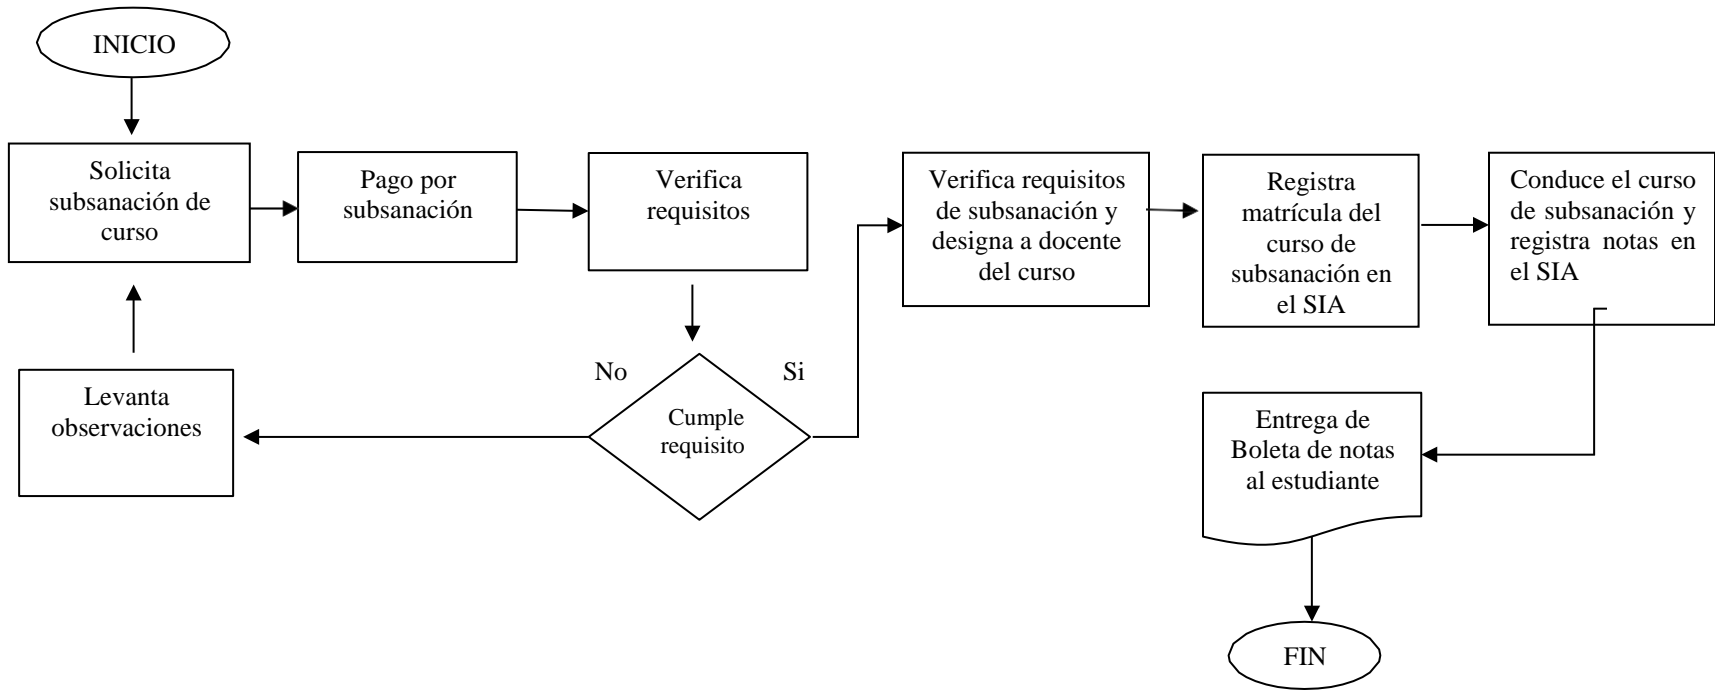 INICIO
Solicita
subsanación de
curso
Pago por
subsanación
Verifica
requisitos
Verifica requisitos
de subsanación y
designa a docente
del curso
Registra
matrícula del
curso de
subsanación en
el SIA
Conduce el curso
de subsanación y
registra notas en
el SIA
No
Si
Cumple
requisito
Levanta
observaciones
Entrega de
Boleta de notas
al estudiante
FIN